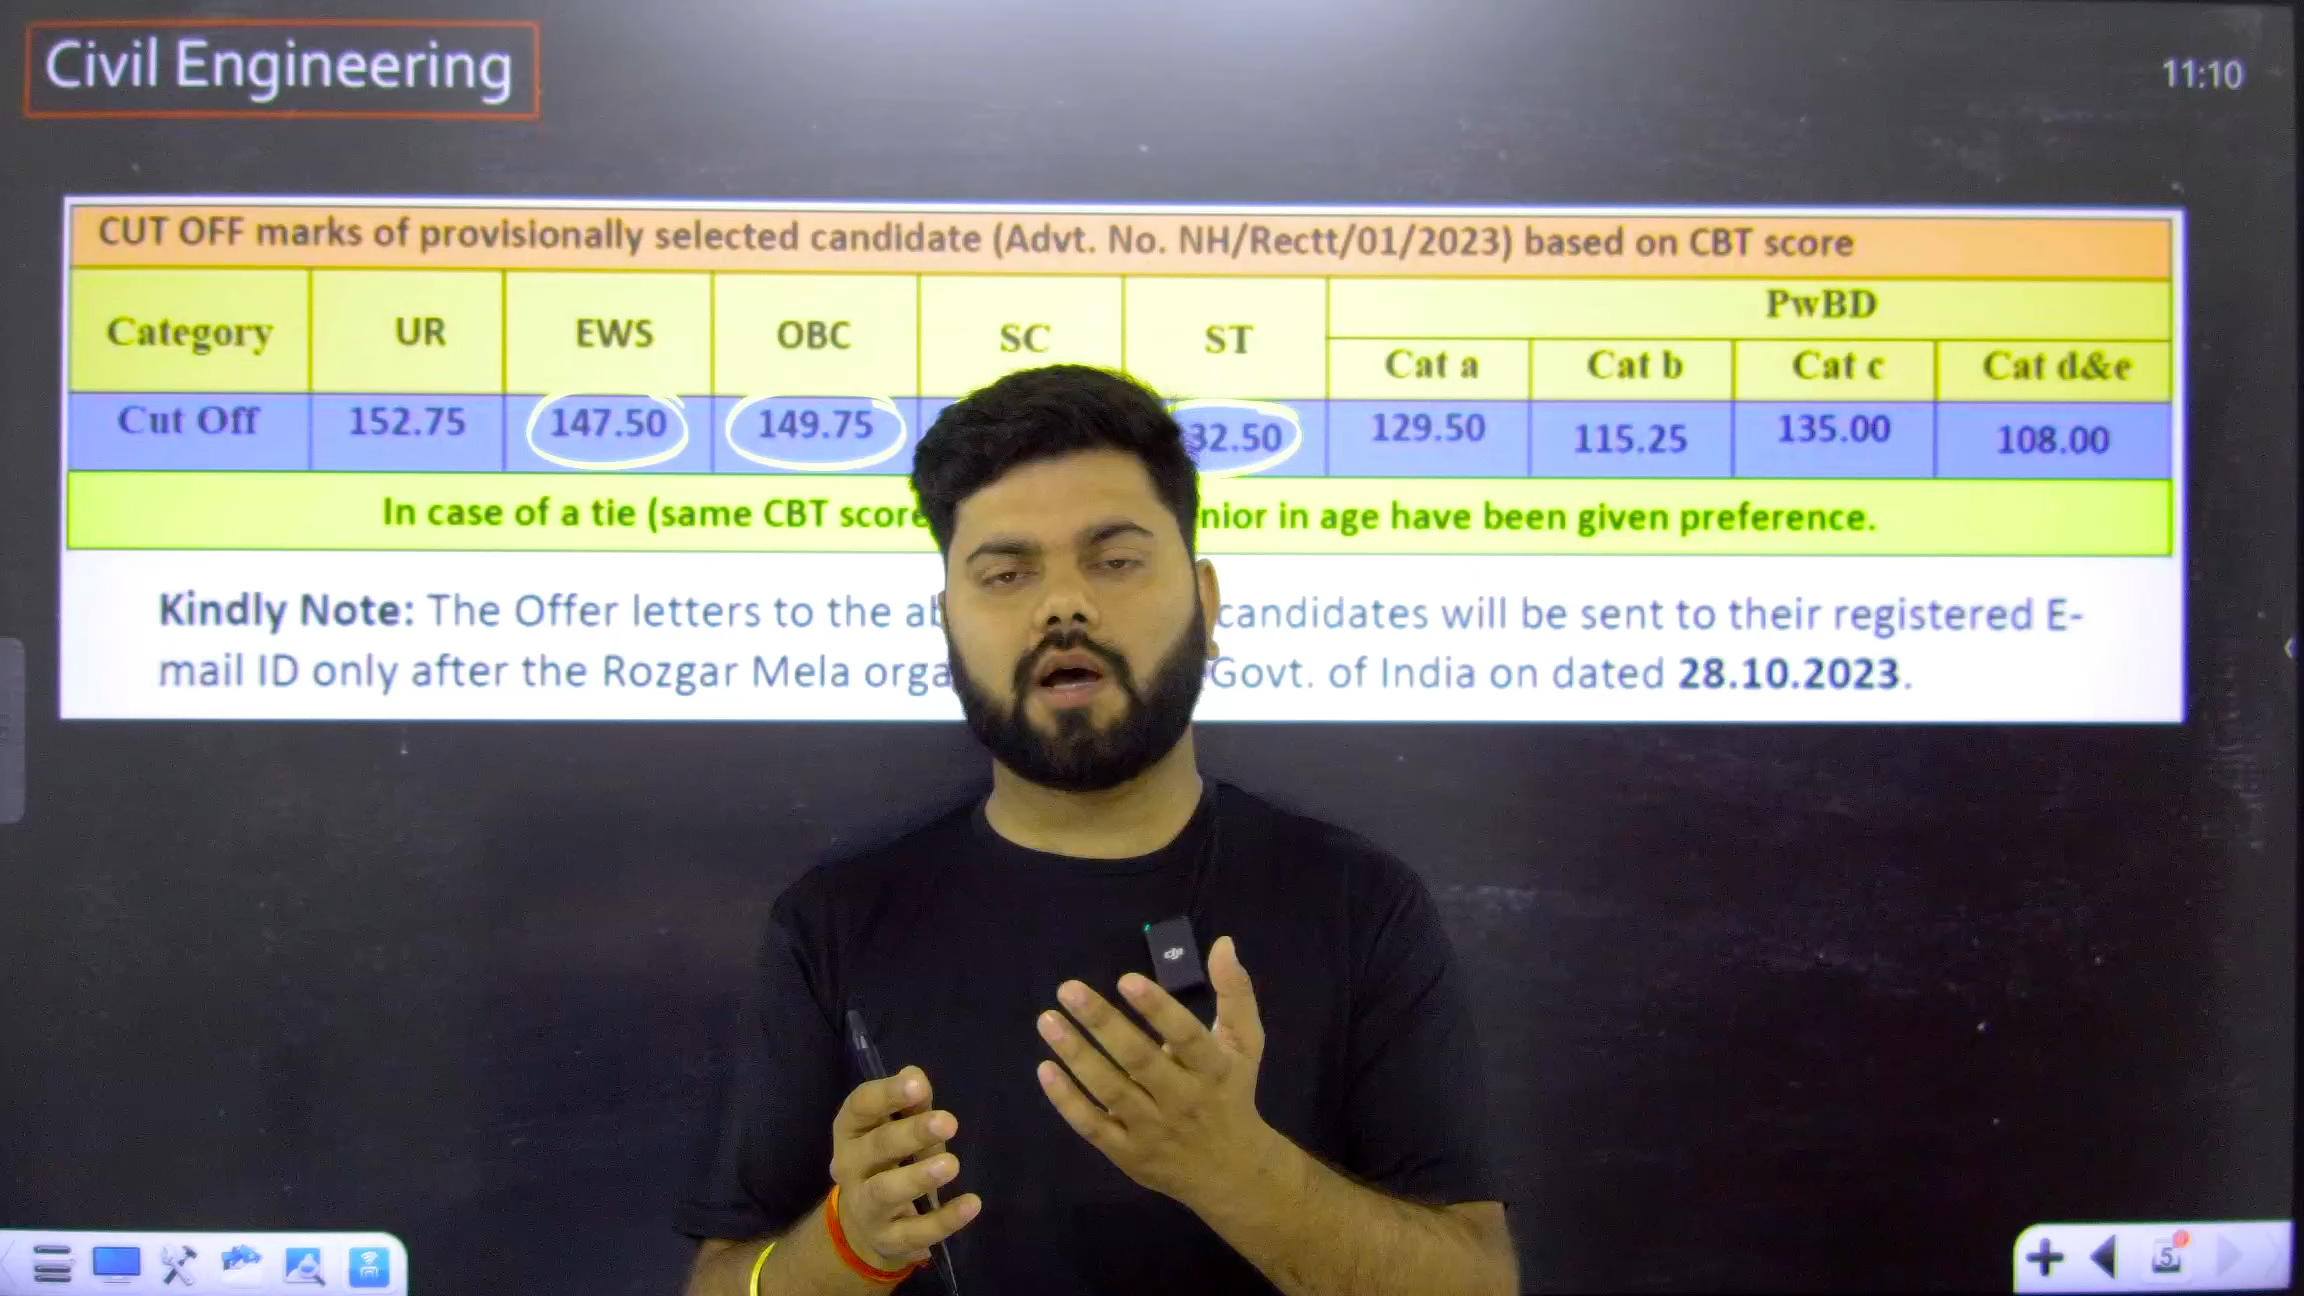 Civil Engineering
11:10
CUT OFF marks of provisionally selected candidate (Advt. No. NH/Rectt/01/2023) based on CBT score
Category UR EWS OBC SC ST PwBD
Cat a Cat b Cat c Cat d&e
Cut Off 152.75 147.50 149.75 32.50 129.50 115.25 135.00 108.00
In case of a tie (same CBT score nior in age have been given preference.
Kindly Note: The Offer letters to the candidates will be sent to their registered E-
mail ID only after the Rozgar Mela Govt. of India on dated 28.10.2023.
dji
5